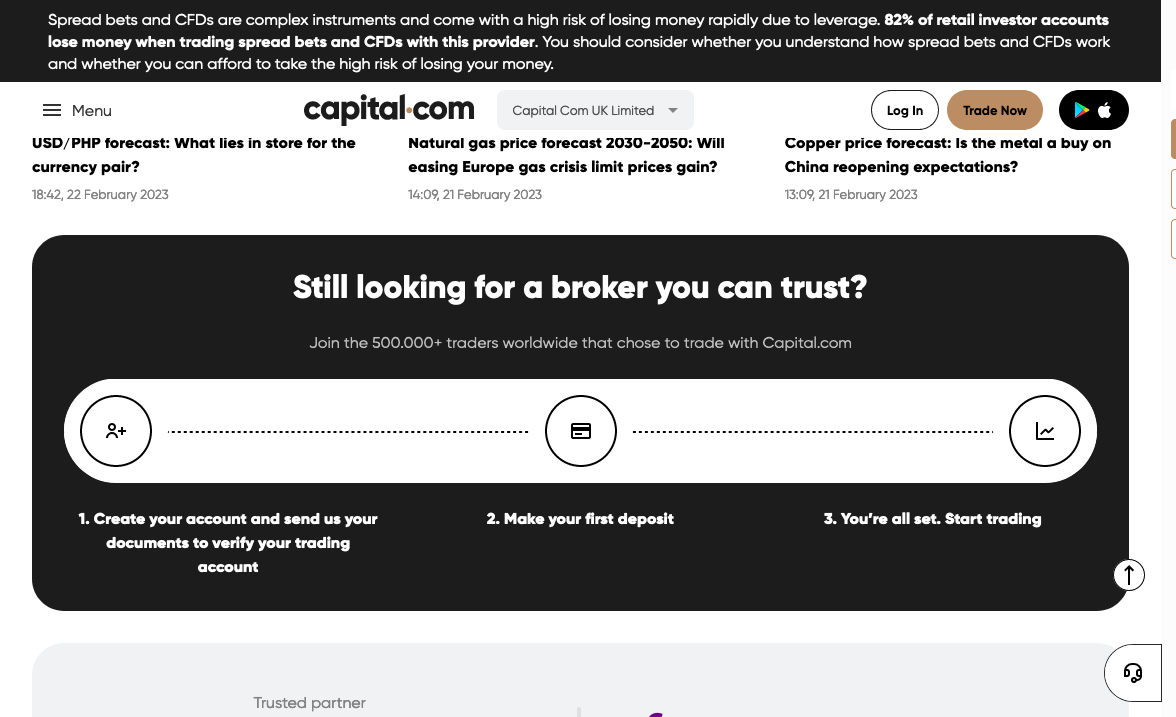 Spread bets and CFDs are complex instruments and come with a high risk of losing money rapidly due to leverage. 82% of retail investor accounts
lose money when trading spread bets and CFDs with this provider. You should consider whether you understand how spread bets and CFDs work
and whether you can afford to take the high risk of losing your money.
Menu
capital.com
Capital Com UK Limited
Log In
Trade Now
USD/PHP forecast: What lies in store for the
currency pair?
18:42, 22 February 2023
Natural gas price forecast 2030-2050: Will
easing Europe gas crisis limit prices gain?
14:09, 21 February 2023
Copper price forecast: Is the metal a buy on
China reopening expectations?
13:09, 21 February 2023
Still looking for a broker you can trust?
Join the 500.000+ traders worldwide that chose to trade with Capital.com
1. Create your account and send us your
documents to verify your trading
account
2. Make your first deposit
3. You're all set. Start trading
Trusted partner